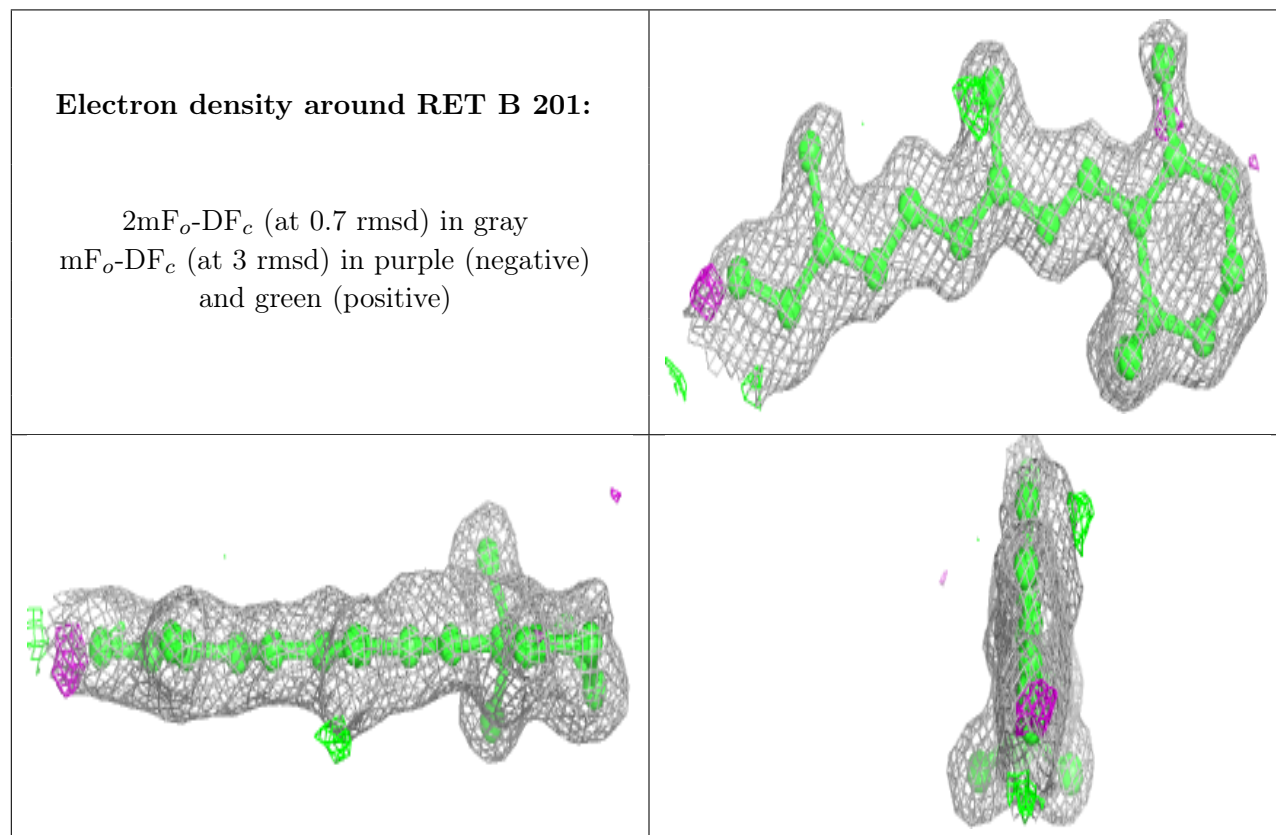 Electron density around RET B 201:
2mFₒ-DF𝒸 (at 0.7 rmsd) in gray
mFₒ-DF𝒸 (at 3 rmsd) in purple (negative)
and green (positive)